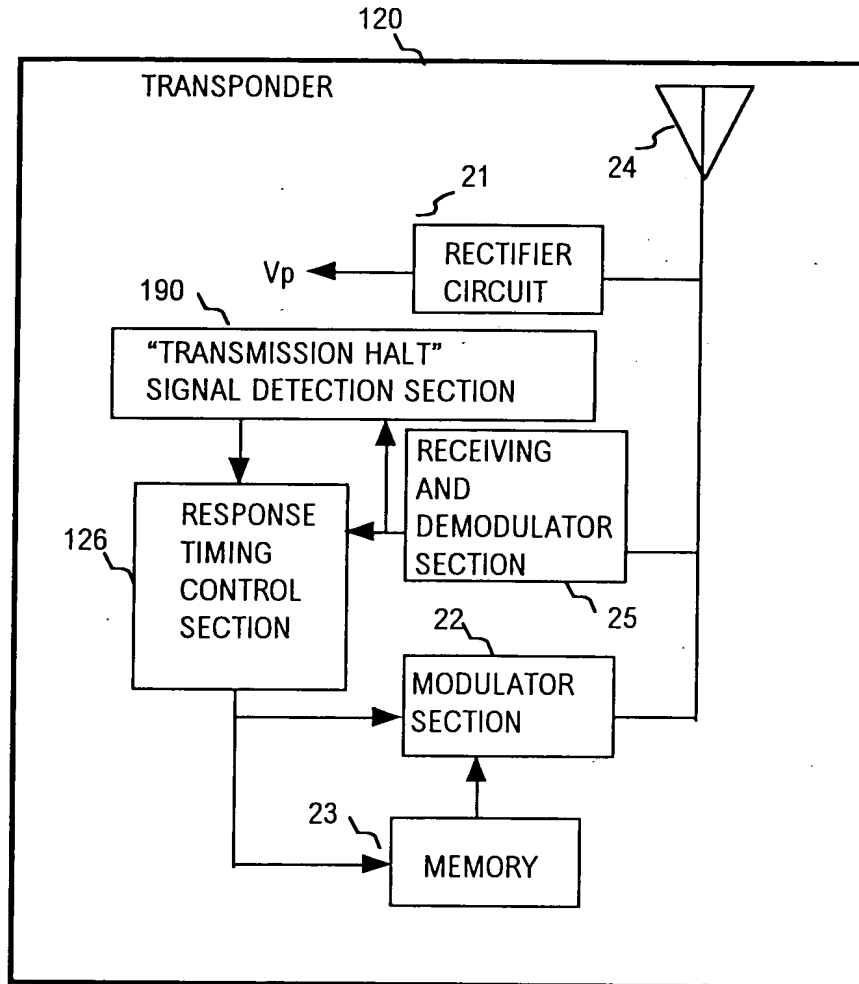 120
TRANSPONDER
24
21
RECTIFIER
CIRCUIT
Vp
190
"TRANSMISSION HALT"
SIGNAL DETECTION SECTION
RECEIVING
AND
DEMODULATOR
SECTION
RESPONSE
TIMING
CONTROL
SECTION
126
25
22
MODULATOR
SECTION
23
MEMORY